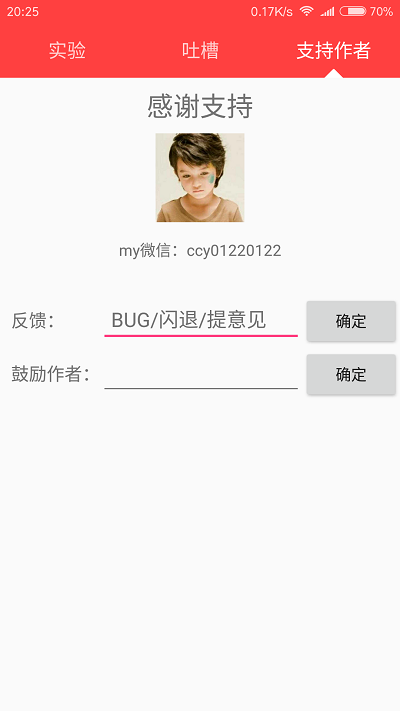 20:25 0.17K/s 70%
实验 吐槽 支持作者
感谢支持
my微信：ccy01220122
反馈： BUG/闪退/提意见 确定
鼓励作者： 确定